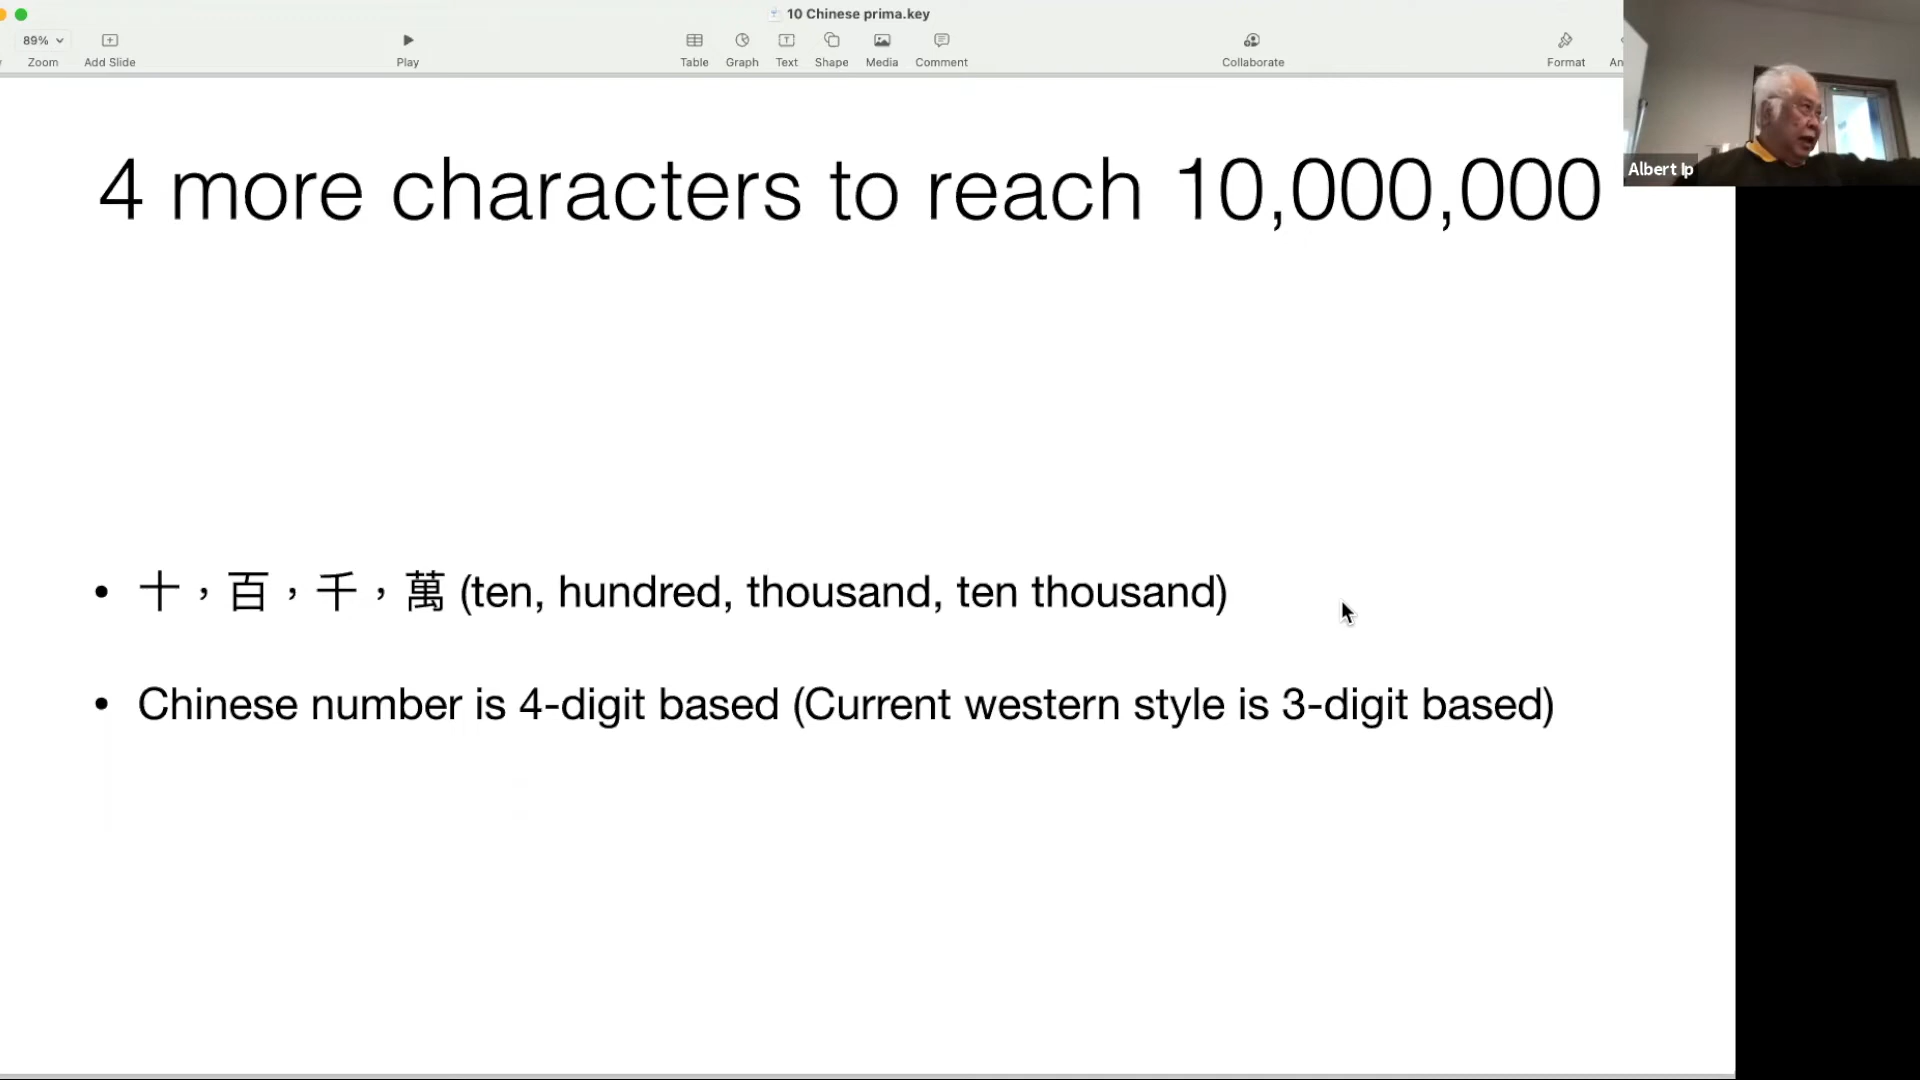 10 Chinese prima.key
89%
Zoom
Add Slide
Play
Table
Graph
Text
Shape
Media
Comment
Collaborate
Format
An
Albert Ip
4 more characters to reach 10,000,000
• 十，百，千，萬 (ten, hundred, thousand, ten thousand)
• Chinese number is 4-digit based (Current western style is 3-digit based)